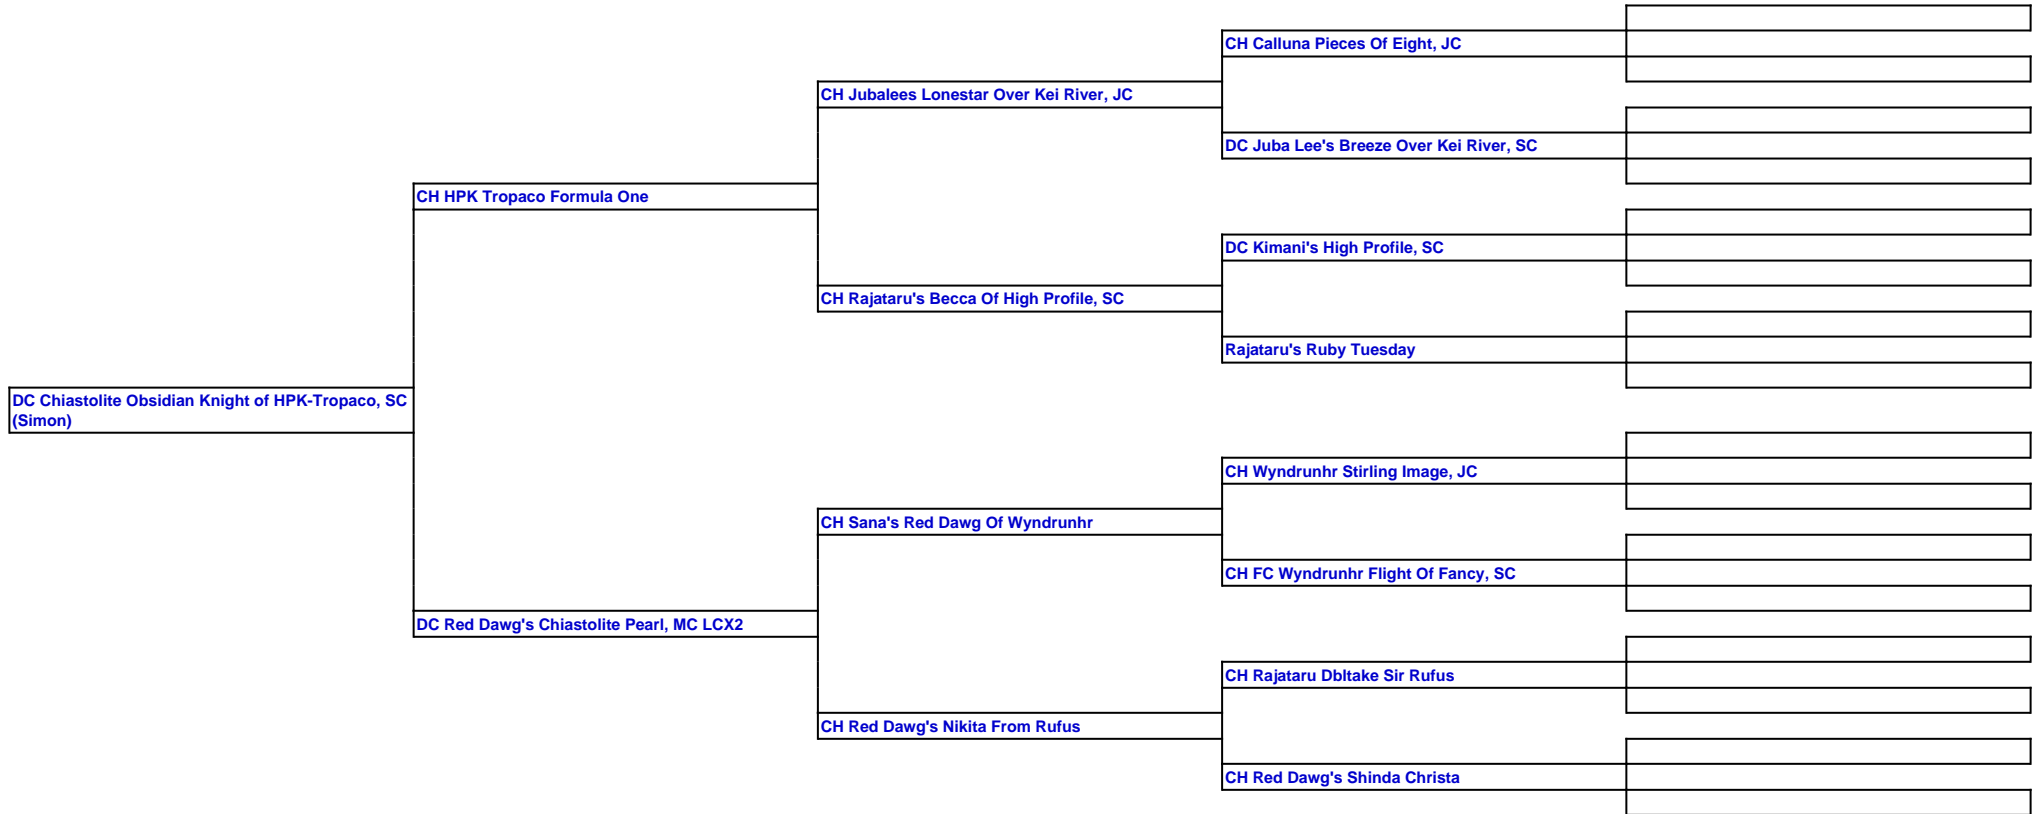 CH Calluna Pieces Of Eight, JC
CH Jubalees Lonestar Over Kei River, JC
DC Juba Lee's Breeze Over Kei River, SC
CH HPK Tropaco Formula One
DC Kimani's High Profile, SC
CH Rajataru's Becca Of High Profile, SC
Rajataru's Ruby Tuesday
DC Chiastolite Obsidian Knight of HPK-Tropaco, SC
(Simon)
CH Wyndrunhr Stirling Image, JC
CH Sana's Red Dawg Of Wyndrunhr
CH FC Wyndrunhr Flight Of Fancy, SC
DC Red Dawg's Chiastolite Pearl, MC LCX2
CH Rajataru Dbltake Sir Rufus
CH Red Dawg's Nikita From Rufus
CH Red Dawg's Shinda Christa